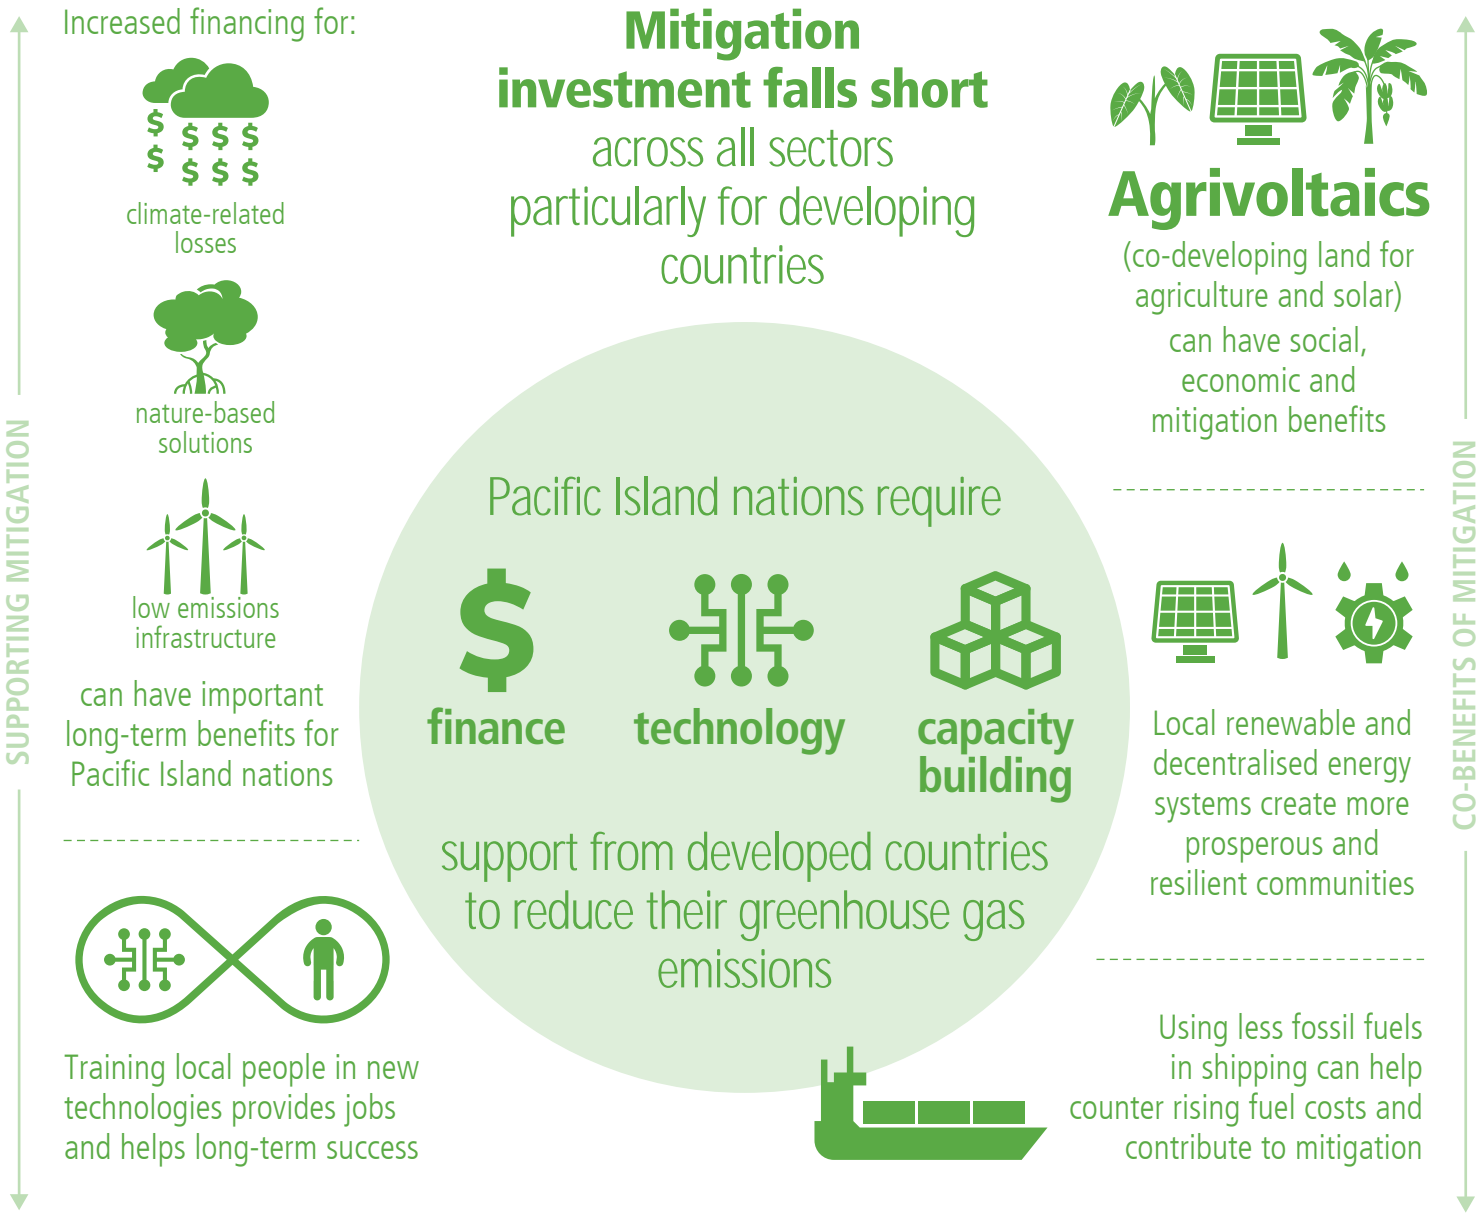 SUPPORTING MITIGATION
Increased financing for:
$ $ $ $
$ $ $ $
climate-related
losses
nature-based
solutions
low emissions
infrastructure
can have important
long-term benefits for
Pacific Island nations
Training local people in new
technologies provides jobs
and helps long-term success
Mitigation
investment falls short
across all sectors
particularly for developing
countries
Pacific Island nations require
$
finance
technology
capacity
building
support from developed countries
to reduce their greenhouse gas
emissions
Agrivoltaics
(co-developing land for
agriculture and solar)
can have social,
economic and
mitigation benefits
Local renewable and
decentralised energy
systems create more
prosperous and
resilient communities
Using less fossil fuels
in shipping can help
counter rising fuel costs and
contribute to mitigation
CO-BENEFITS OF MITIGATION